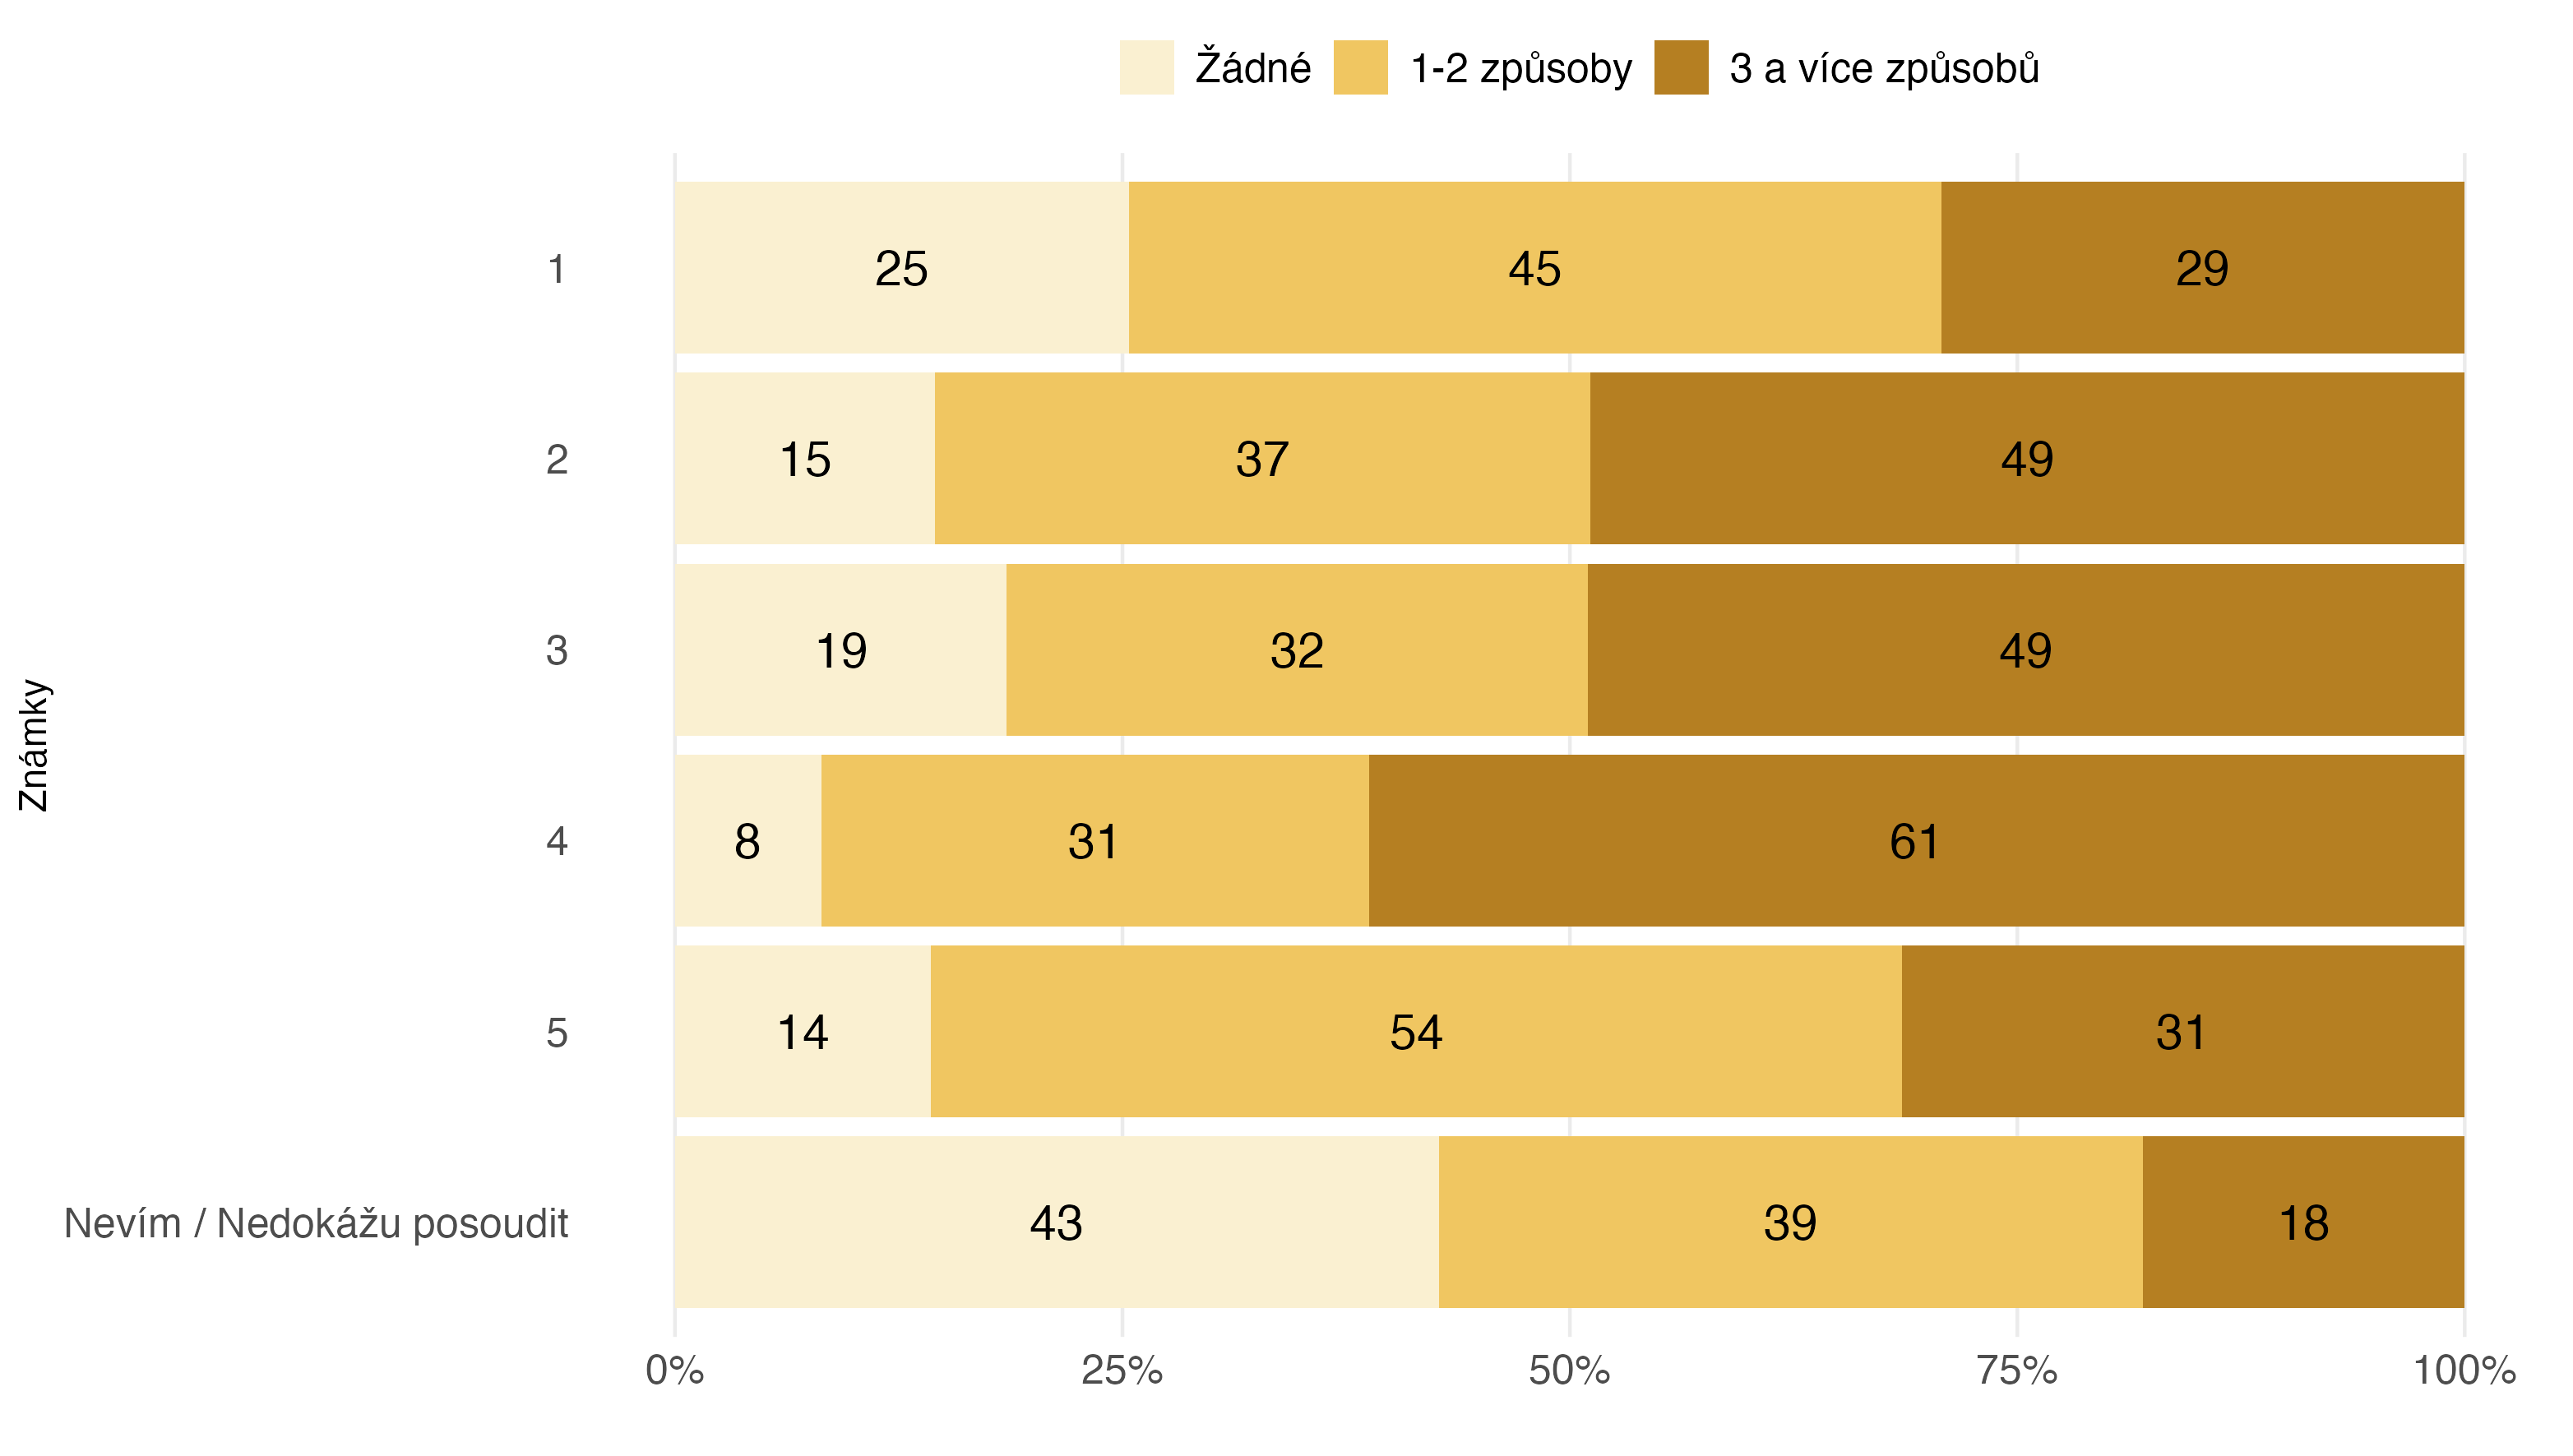 Žádné 1-2 způsoby 3 a více způsobů
Známky
1 25 45 29
2 15 37 49
3 19 32 49
4 8 31 61
5 14 54 31
Nevím / Nedokážu posoudit 43 39 18
0% 25% 50% 75% 100%